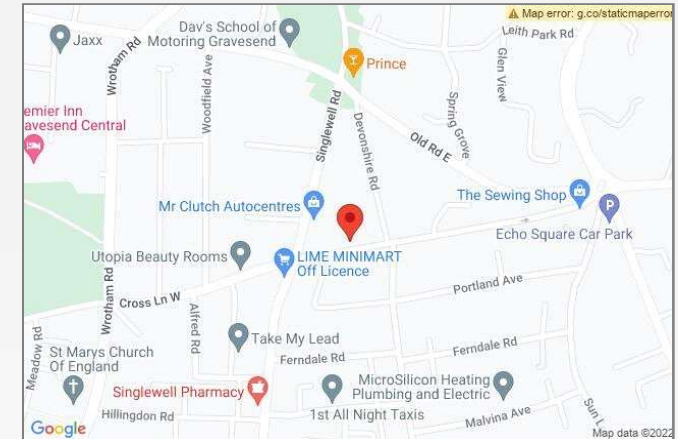 Map error: g.co/staticmaperror
Leith Park Rd
Dav's School of
Motoring Gravesend
Jaxx
Wrotham Rd
Woodfield Ave
Prince
Glen View
Spring Grove
emier Inn
avesend Central
Singlewell Rd
Devonshire Rd
Old Rd E
Mr Clutch Autocentres
The Sewing Shop
P
Echo Square Car Park
Utopia Beauty Rooms
LIME MINIMART
Off Licence
Wrotham Rd
Cross Ln W
Alfred Rd
Portland Ave
Meadow Rd
Take My Lead
St Marys Church
Of England
Ferndale Rd
Ferndale Rd
Singlewell Pharmacy
MicroSilicon Heating
Plumbing and Electric
Hillingdon Rd
1st All Night Taxis
Malvina Ave
Sun L
Google
Map data ©2022